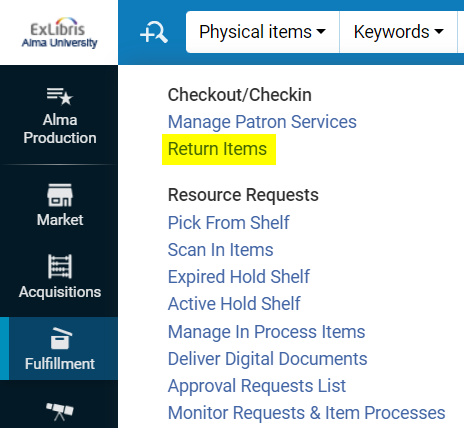 ExLibris
Alma University
Physical items
Keywords
Alma
Production
Market
Acquisitions
Fulfillment
Checkout/Checkin
Manage Patron Services
Return Items
Resource Requests
Pick From Shelf
Scan In Items
Expired Hold Shelf
Active Hold Shelf
Manage In Process Items
Deliver Digital Documents
Approval Requests List
Monitor Requests & Item Processes